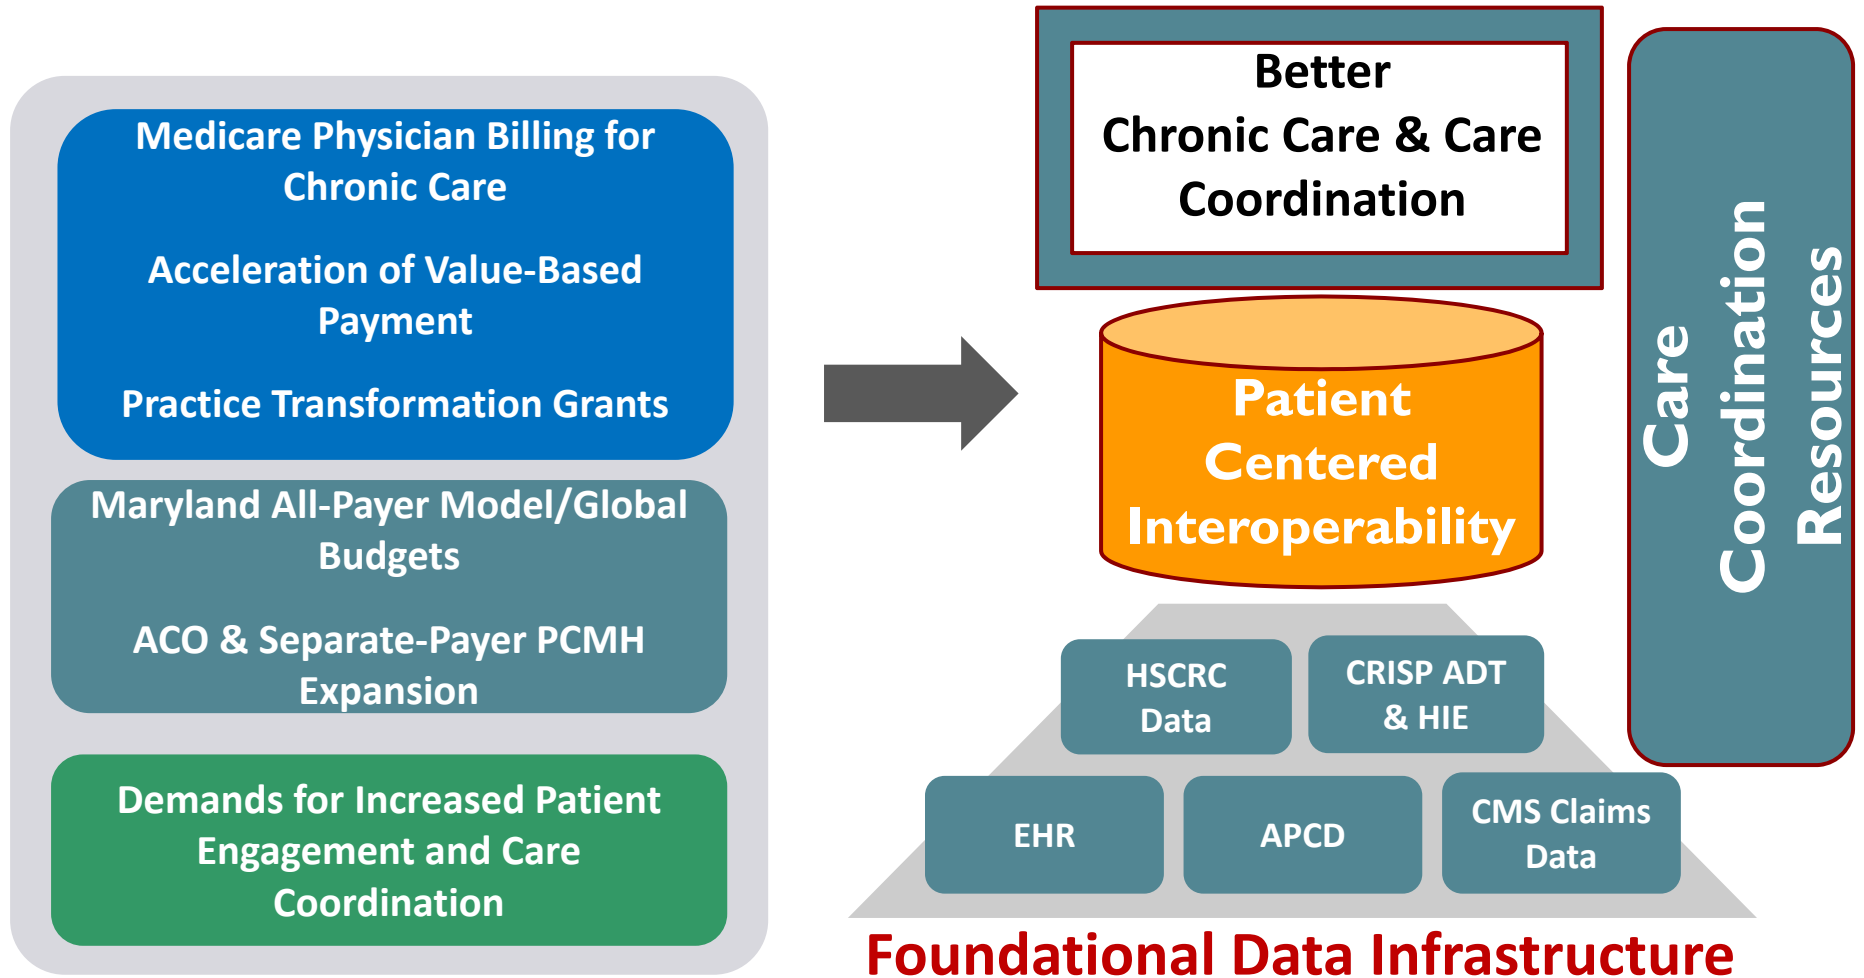 Medicare Physician Billing for
Chronic Care
Acceleration of Value-Based
Payment
Practice Transformation Grants
Maryland All-Payer Model/Global
Budgets
ACO & Separate-Payer PCMH
Expansion
Demands for Increased Patient
Engagement and Care
Coordination
Better
Chronic Care & Care
Coordination
Patient
Centered
Interoperability
HSCRC
Data
CRISP ADT
& HIE
EHR
APCD
CMS Claims
Data
Foundational Data Infrastructure
Care
Coordination
Resources